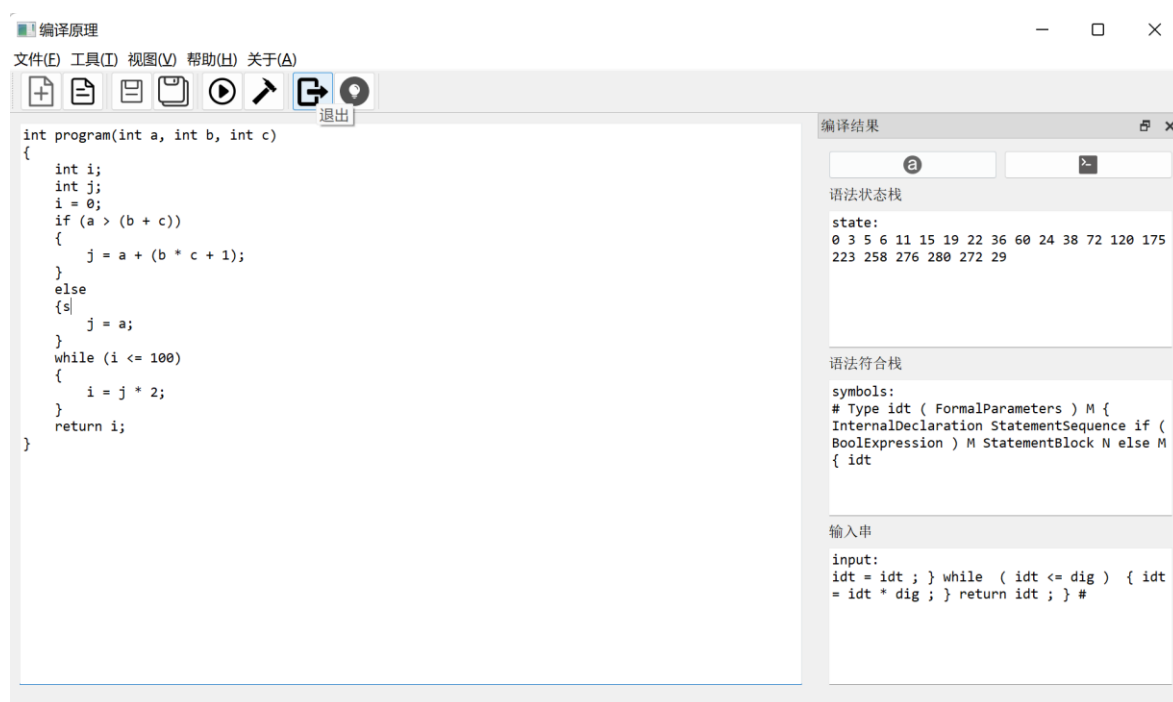 编译原理
文件(F) 工具(T) 视图(V) 帮助(H) 关于(A)
退出
int program(int a, int b, int c)
{
    int i;
    int j;
    i = 0;
    if (a > (b + c))
    {
        j = a + (b * c + 1);
    }
    else
    {s
        j = a;
    }
    while (i <= 100)
    {
        i = j * 2;
    }
    return i;
}
编译结果
a
语法状态栈
state:
0 3 5 6 11 15 19 22 36 60 24 38 72 120 175
223 258 276 280 272 29
语法符合栈
symbols:
# Type idt ( FormalParameters ) M {
InternalDeclaration StatementSequence if (
BoolExpression ) M StatementBlock N else M
{ idt
输入串
input:
idt = idt ; } while  ( idt <= dig )  { idt
= idt * dig ; } return idt ; } #